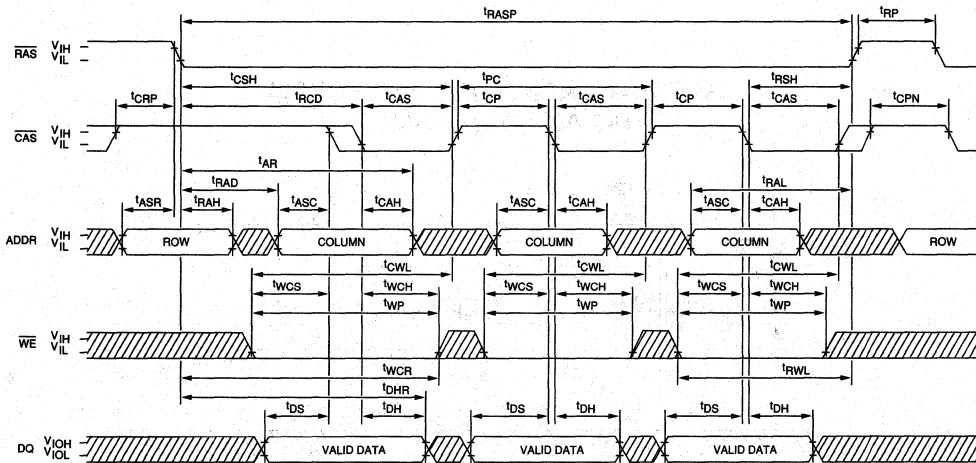 tRASP
tRP
RAS VIH
VIL
tCSH
tPC
tRSH
tCRP
tRCD
tCAS
tCP
tCAS
tCP
tCAS
tCPN
CAS VIH
VIL
tAR
tRAD
tRAL
tASR
tRAH
tASC
tCAH
tASC
tCAH
tASC
tCAH
ADDR VIH
VIL
ROW
COLUMN
COLUMN
COLUMN
ROW
tCWL
tCWL
tCWL
tWCS
tWCH
tWCS
tWCH
tWCS
tWCH
tWP
tWP
tWP
WE VIH
VIL
tWCR
tRWL
tDHR
tDS
tDH
tDS
tDH
tDS
tDH
DQ VIOH
VIOL
VALID DATA
VALID DATA
VALID DATA